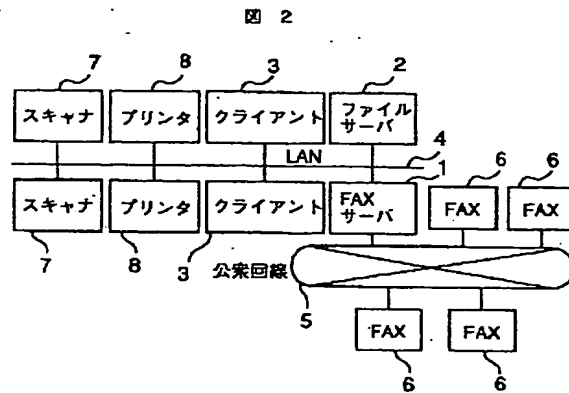 図 2
7 8 3 2
スキャナ プリンタ クライアント ファイル
サーバ
LAN 4
1 6 6
スキャナ プリンタ クライアント FAX
サーバ FAX FAX
7 8 3 公衆回線
5
FAX FAX
6 6